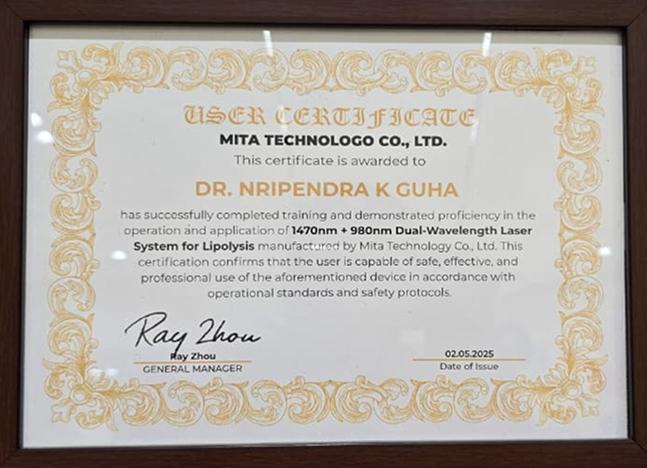 USER CERTIFICATE
MITA TECHNOLOGO CO., LTD.
This certificate is awarded to
DR. NRIPENDRA K GUHA
has successfully completed training and demonstrated proficiency in the
operation and application of 1470nm + 980nm Dual-Wavelength Laser
System for Lipolysis manufactured by Mita Technology Co., Ltd. This
certification confirms that the user is capable of safe, effective, and
professional use of the aforementioned device in accordance with
operational standards and safety protocols.
Ray Zhou
Ray Zhou
GENERAL MANAGER
02.05.2025
Date of Issue